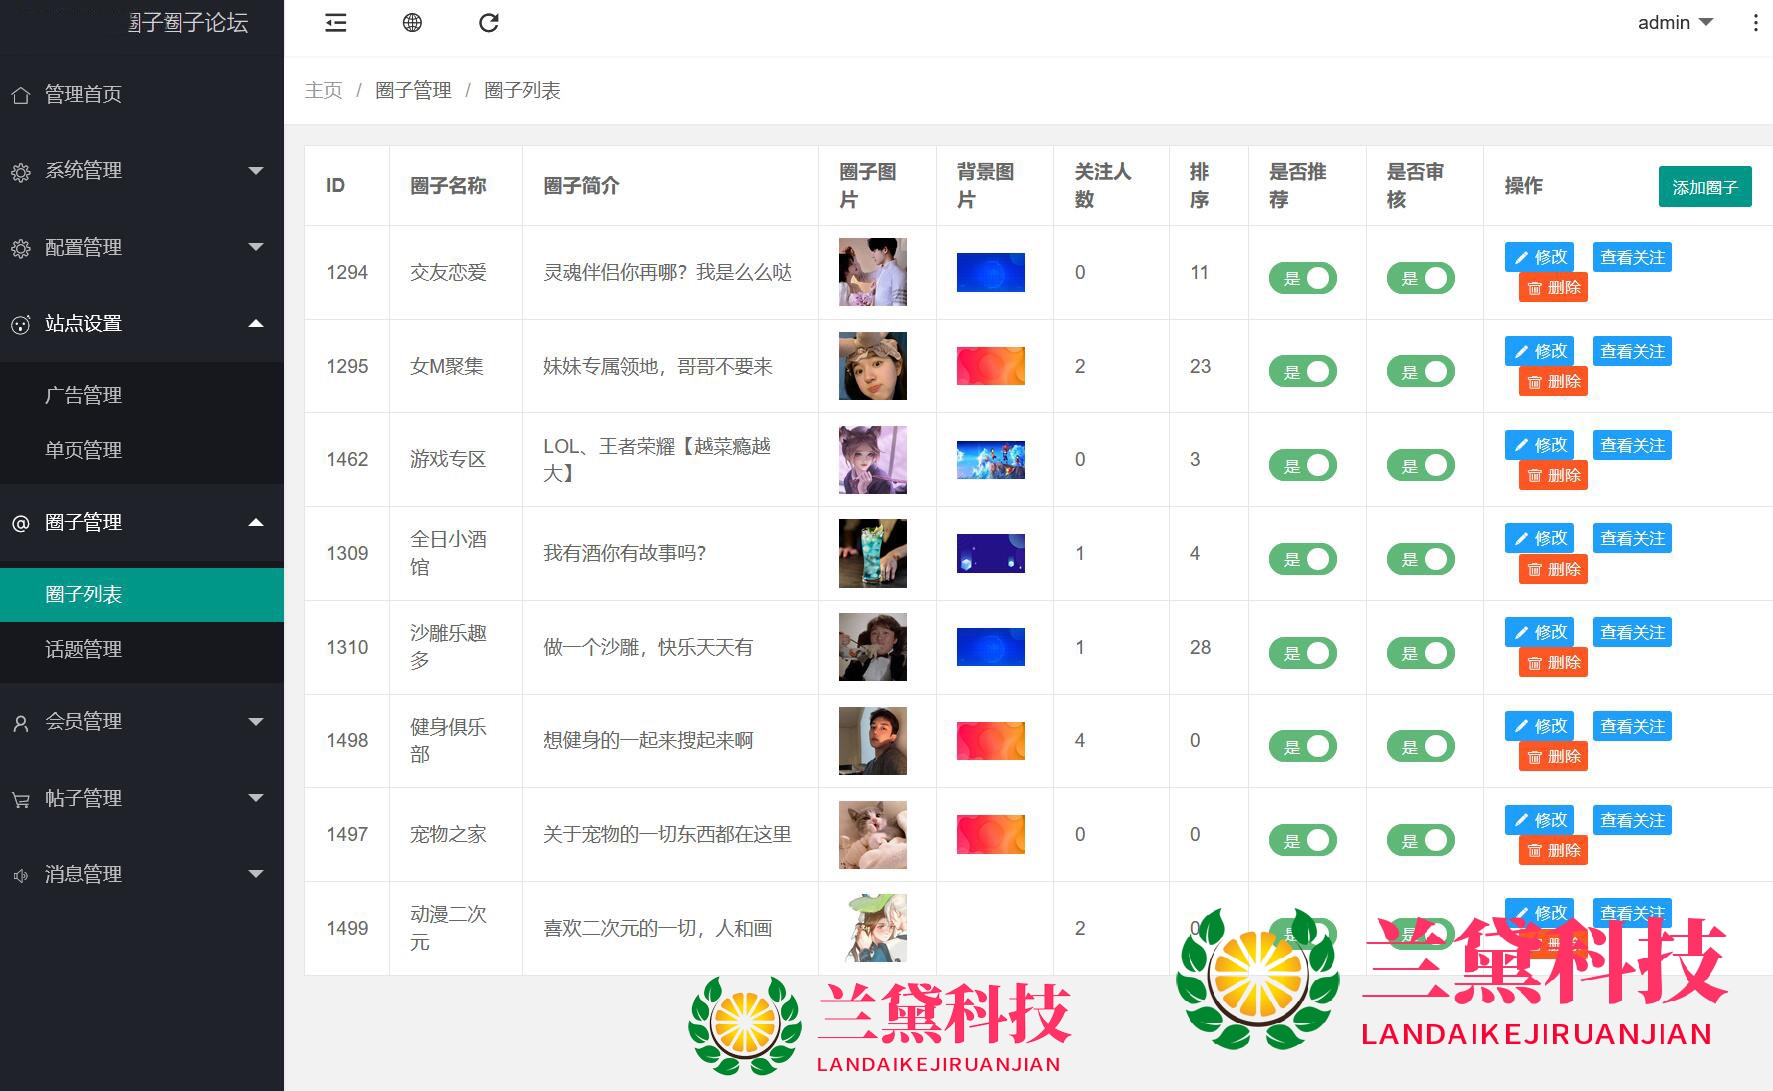 圈子圈子论坛
admin
管理首页
系统管理
配置管理
站点设置
广告管理
单页管理
@ 圈子管理
圈子列表
话题管理
会员管理
帖子管理
消息管理
主页 / 圈子管理 / 圈子列表
ID 圈子名称 圈子简介 圈子图片 背景图片 关注人数 排序 是否推荐 是否审核 操作 添加圈子
1294 交友恋爱 灵魂伴侣你再哪？我是么么哒 0 11 是 是 修改 查看关注
删除
1295 女M聚集 妹妹专属领地，哥哥不要来 2 23 是 是 修改 查看关注
删除
1462 游戏专区 LOL、王者荣耀【越菜瘾越大】 0 3 是 是 修改 查看关注
删除
1309 全日小酒馆 我有酒你有故事吗？ 1 4 是 是 修改 查看关注
删除
1310 沙雕乐趣多 做一个沙雕，快乐天天有 1 28 是 是 修改 查看关注
删除
1498 健身俱乐部 想健身的一起来搜起来啊 4 0 是 是 修改 查看关注
删除
1497 宠物之家 关于宠物的一切东西都在这里 0 0 是 是 修改 查看关注
删除
1499 动漫二次元 喜欢二次元的一切，人和画 2 0 是 是 修改 查看关注
删除
兰黛科技
LANDAIKEJIRUANJIAN
兰黛科技
LANDAIKEJIRUANJIAN